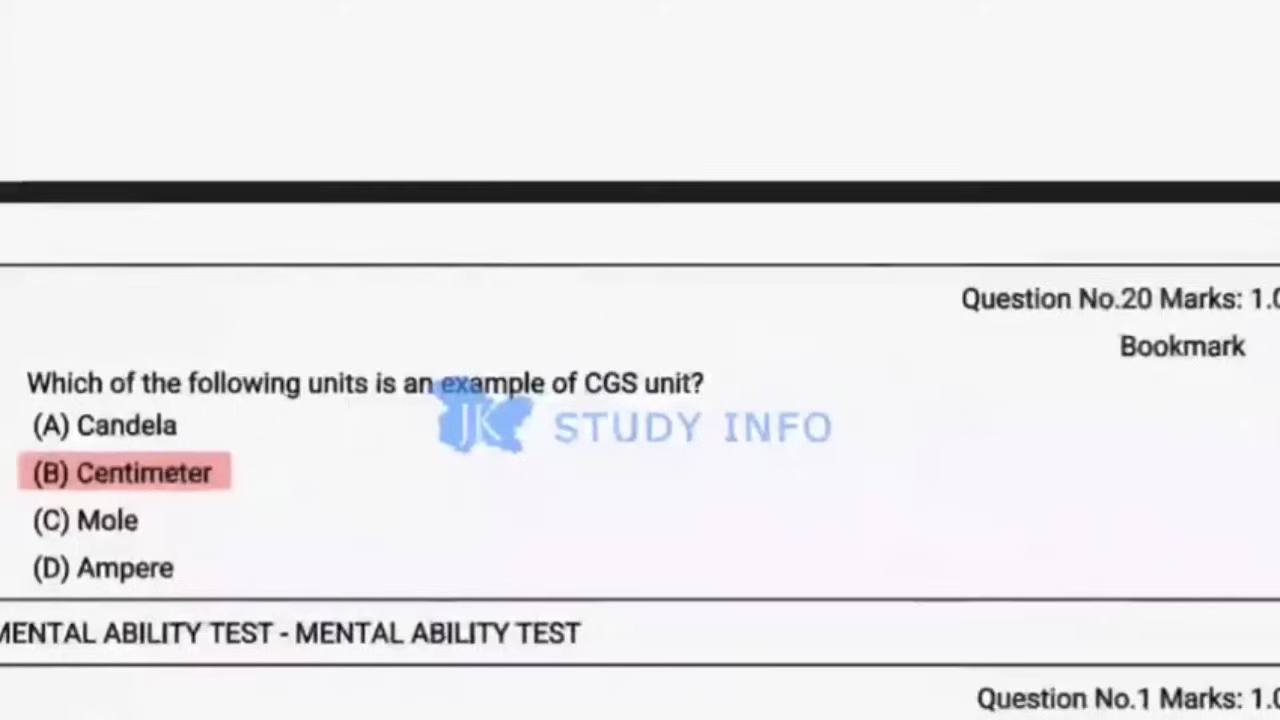 Question No.20 Marks: 1.0
Bookmark
Which of the following units is an example of CGS unit?
(A) Candela
JK STUDY INFO
(B) Centimeter
(C) Mole
(D) Ampere
MENTAL ABILITY TEST - MENTAL ABILITY TEST
Question No.1 Marks: 1.0